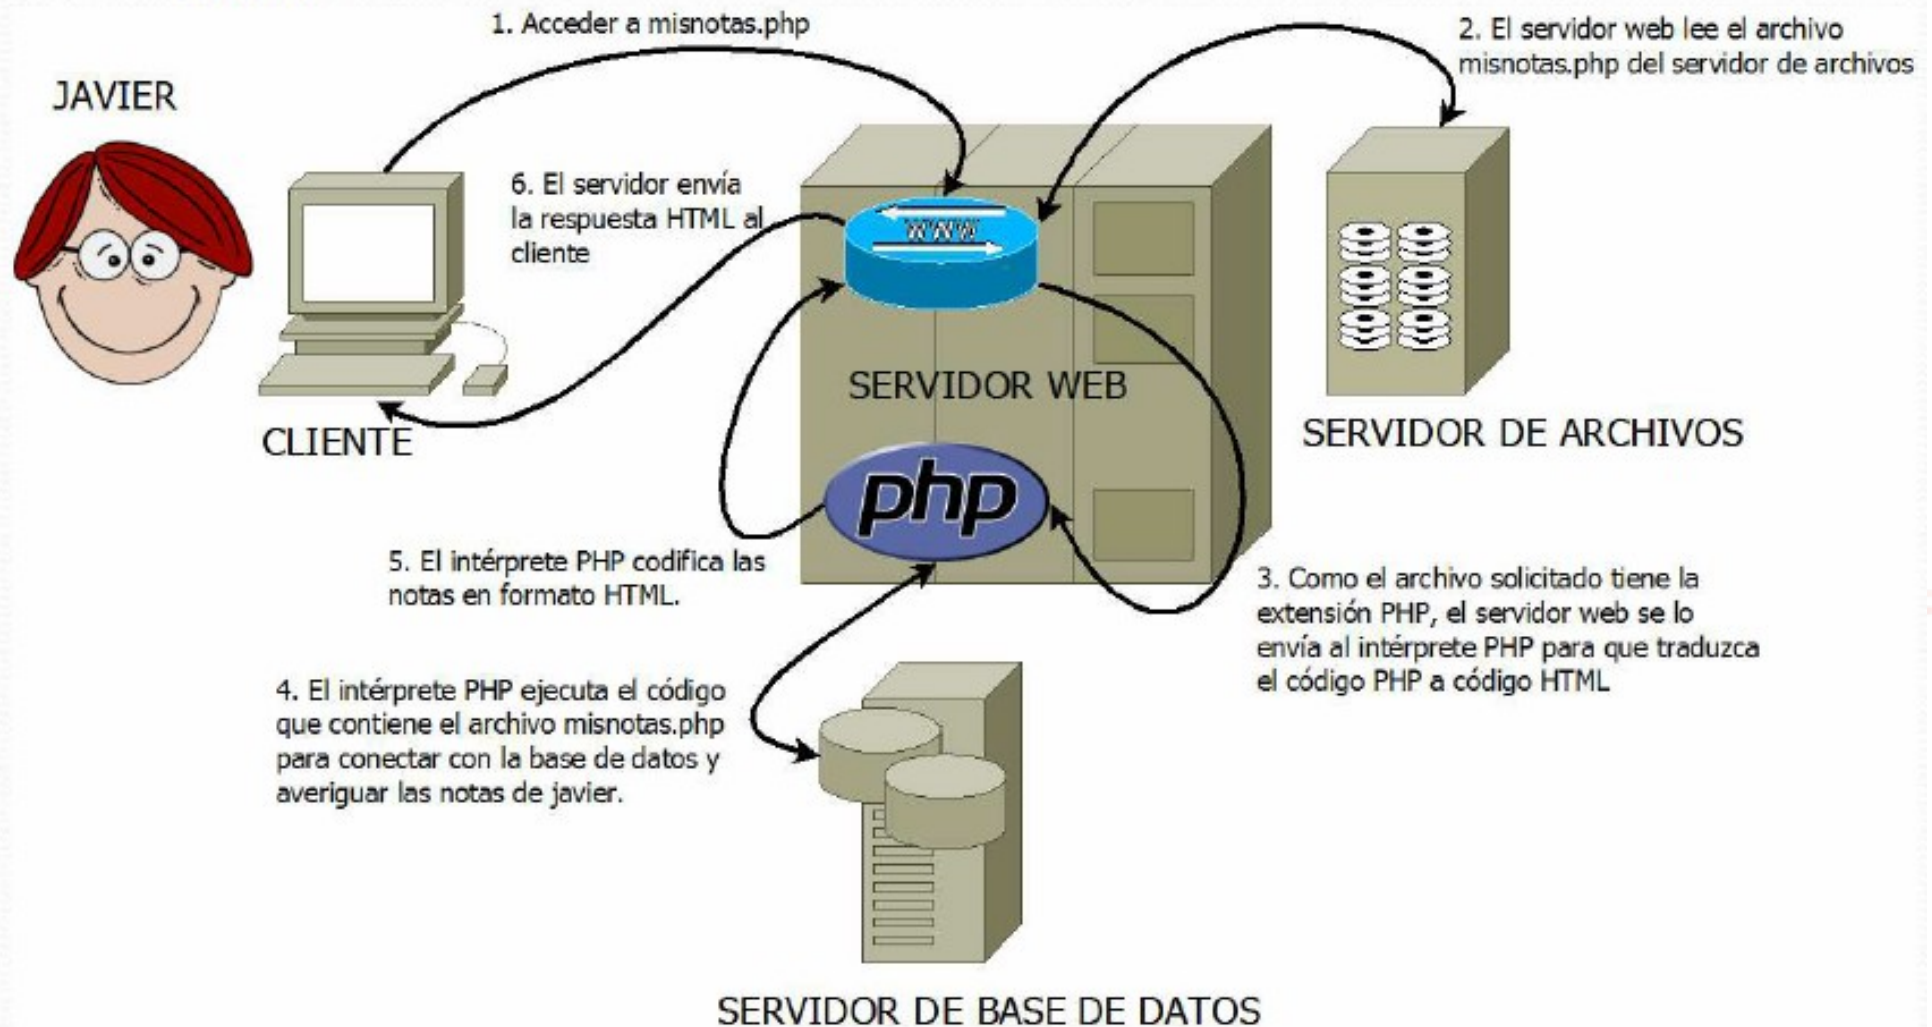 1. Acceder a misnotas.php
2. El servidor web lee el archivo
misnotas.php del servidor de archivos
JAVIER
6. El servidor envía
la respuesta HTML al
cliente
WWW
SERVIDOR WEB
CLIENTE
SERVIDOR DE ARCHIVOS
php
5. El intérprete PHP codifica las
notas en formato HTML.
3. Como el archivo solicitado tiene la
extensión PHP, el servidor web se lo
envía al intérprete PHP para que traduzca
el código PHP a código HTML
4. El intérprete PHP ejecuta el código
que contiene el archivo misnotas.php
para conectar con la base de datos y
averiguar las notas de javier.
SERVIDOR DE BASE DE DATOS